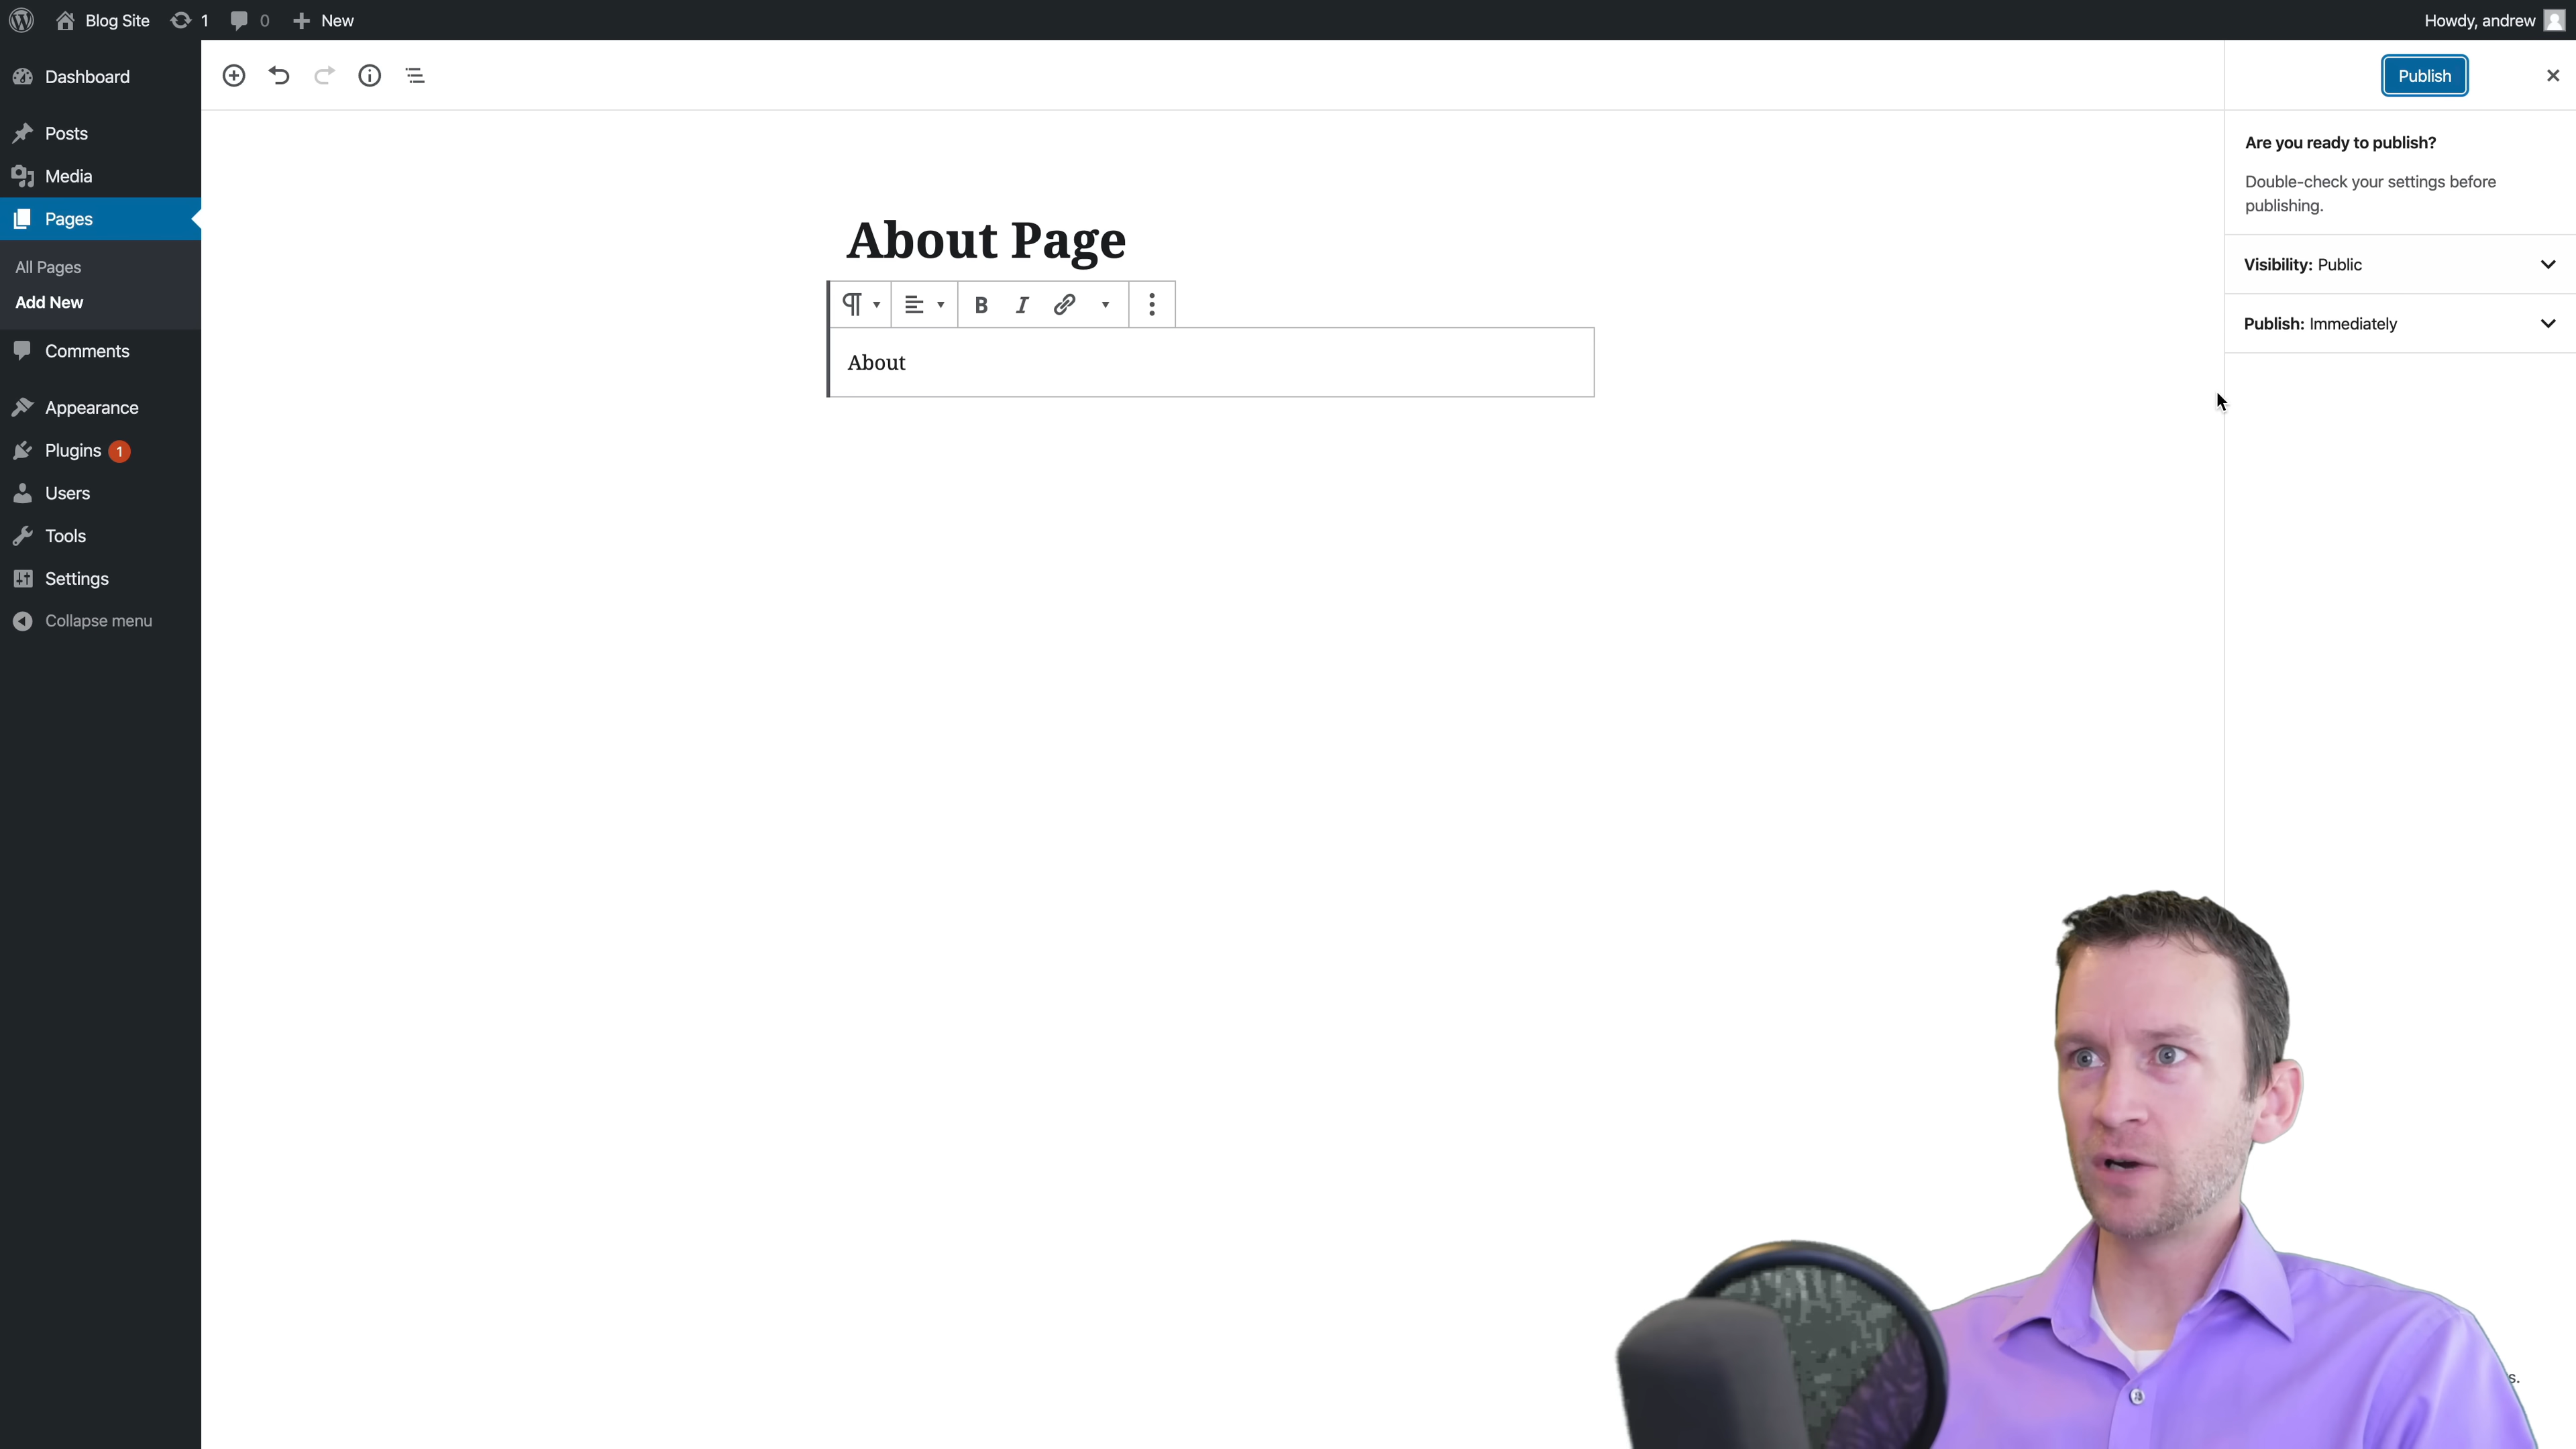 Blog Site 1 0 New Howdy, andrew
Dashboard
Posts
Media
Pages
All Pages
Add New
Comments
Appearance
Plugins 1
Users
Tools
Settings
Collapse menu
About Page
B I
About
Publish
Are you ready to publish?
Double-check your settings before
publishing.
Visibility: Public
Publish: Immediately
s.